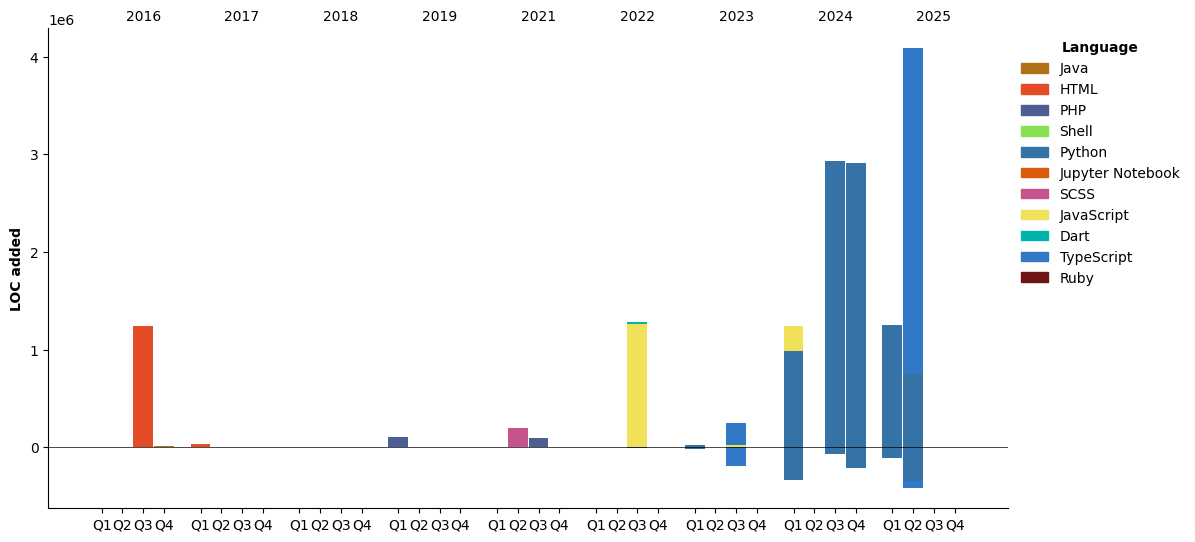 1e6
2016 2017 2018 2019 2021 2022 2023 2024 2025
Language
Java
HTML
PHP
Shell
Python
Jupyter Notebook
SCSS
JavaScript
Dart
TypeScript
Ruby
LOC added
4
3
2
1
0
Q1 Q2 Q3 Q4 Q1 Q2 Q3 Q4 Q1 Q2 Q3 Q4 Q1 Q2 Q3 Q4 Q1 Q2 Q3 Q4 Q1 Q2 Q3 Q4 Q1 Q2 Q3 Q4 Q1 Q2 Q3 Q4 Q1 Q2 Q3 Q4